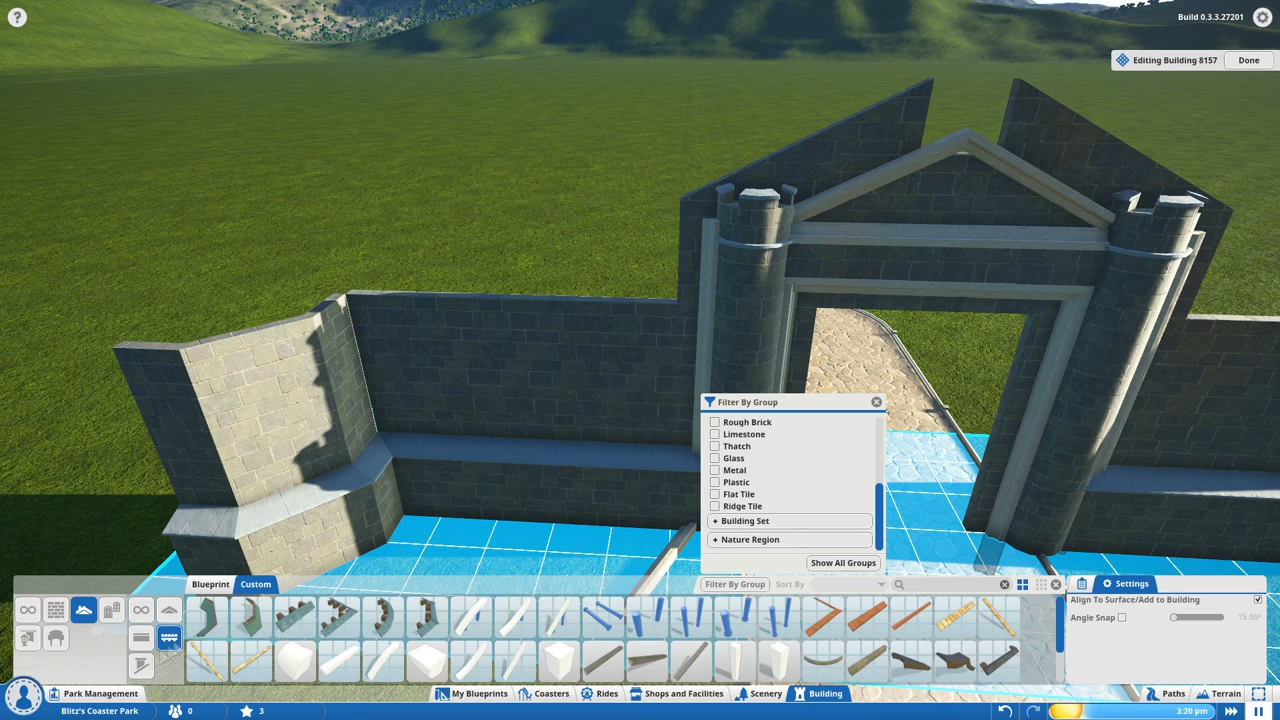 ?
Build 0.3.3.27201
Editing Building 8157
Done
Filter By Group
Rough Brick
Limestone
Thatch
Glass
Metal
Plastic
Flat Tile
Ridge Tile
+ Building Set
+ Nature Region
Show All Groups
Blueprint
Custom
Filter By Group
Sort By
Settings
Align To Surface/Add to Building
Angle Snap
15.00°
Park Management
My Blueprints
Coasters
Rides
Shops and Facilities
Scenery
Building
Paths
Terrain
Blitz's Coaster Park
0
3
3:20 pm